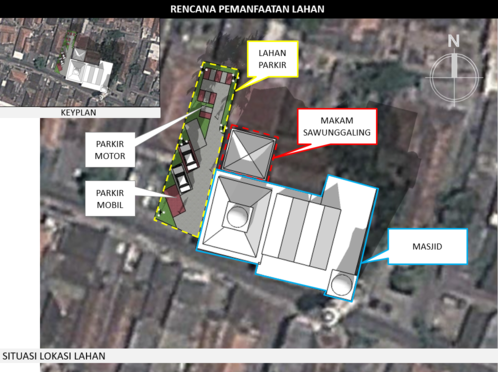 RENCANA PEMANFAATAN LAHAN
LAHAN
PARKIR
N
KEYPLAN
MAKAM
SAWUNGGALING
PARKIR
MOTOR
PARKIR
MOBIL
MASJID
SITUASI LOKASI LAHAN